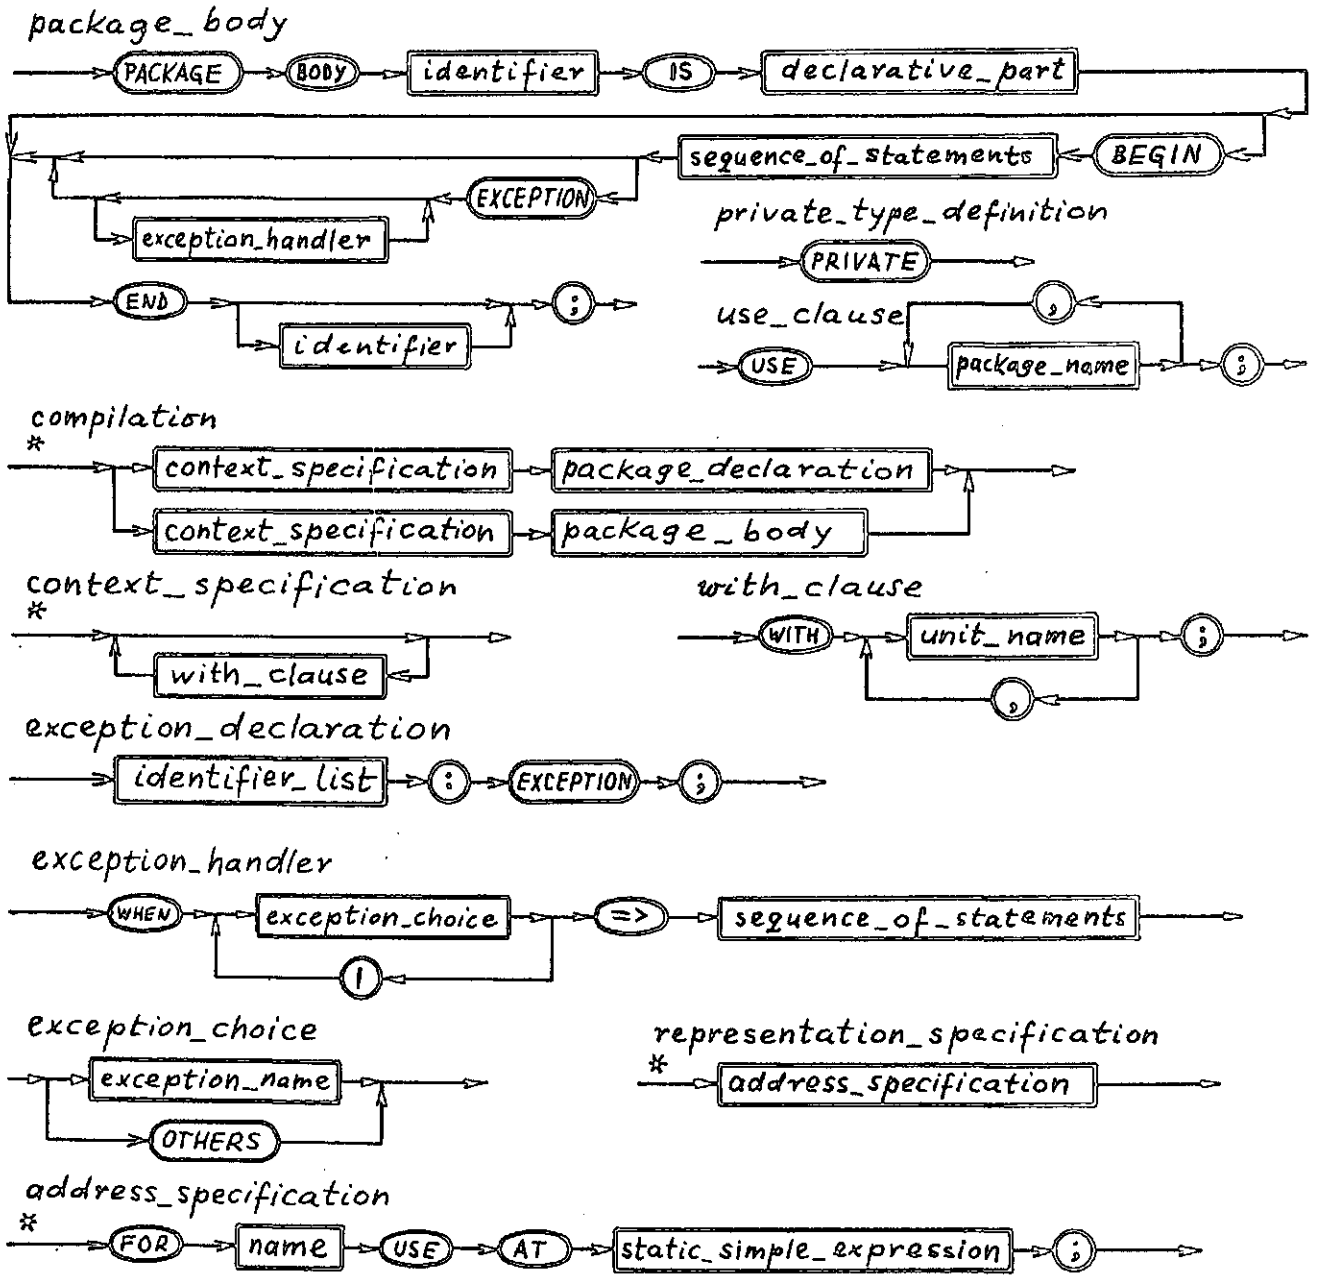 package_body
PACKAGE BODY identifier IS declarative_part
sequence_of_statements BEGIN
EXCEPTION
exception_handler
END ;
identifier
private_type_definition
PRIVATE
use_clause ,
USE package_name ;
compilation
*
context_specification package_declaration
context_specification package_body
context_specification
*
with_clause
with_clause
WITH unit_name ;
,
exception_declaration
identifier_list : EXCEPTION ;
exception_handler
WHEN exception_choice => sequence_of_statements
|
exception_choice
exception_name
OTHERS
representation_specification
*
address_specification
address_specification
*
FOR name USE AT static_simple_expression ;